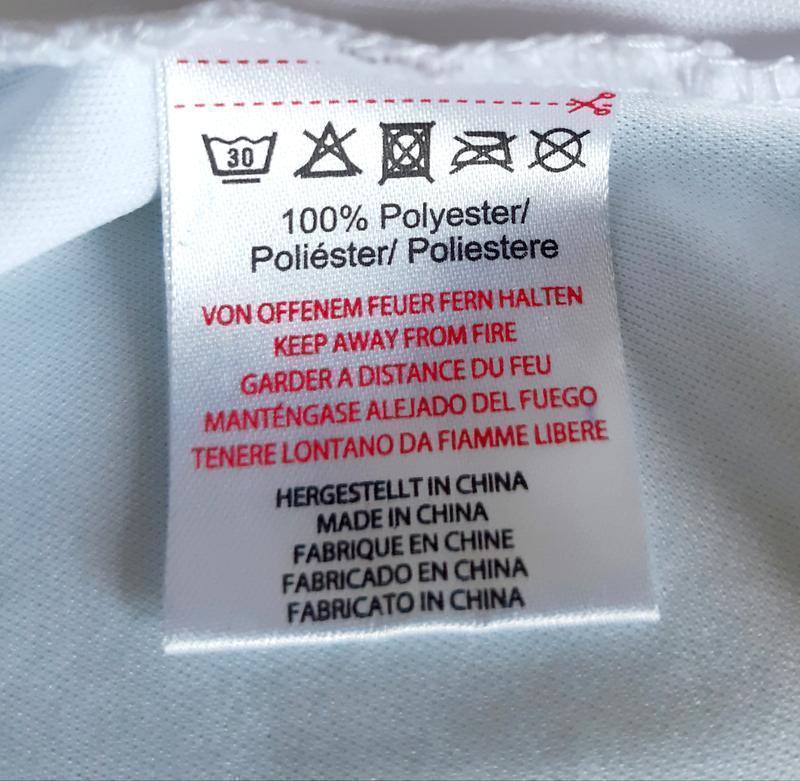 30
100% Polyester/
Poliéster/ Poliestere
VON OFFENEM FEUER FERN HALTEN
KEEP AWAY FROM FIRE
GARDER A DISTANCE DU FEU
MANTÉNGASE ALEJADO DEL FUEGO
TENERE LONTANO DA FIAMME LIBERE
HERGESTELLT IN CHINA
MADE IN CHINA
FABRIQUE EN CHINE
FABRICADO EN CHINA
FABRICATO IN CHINA